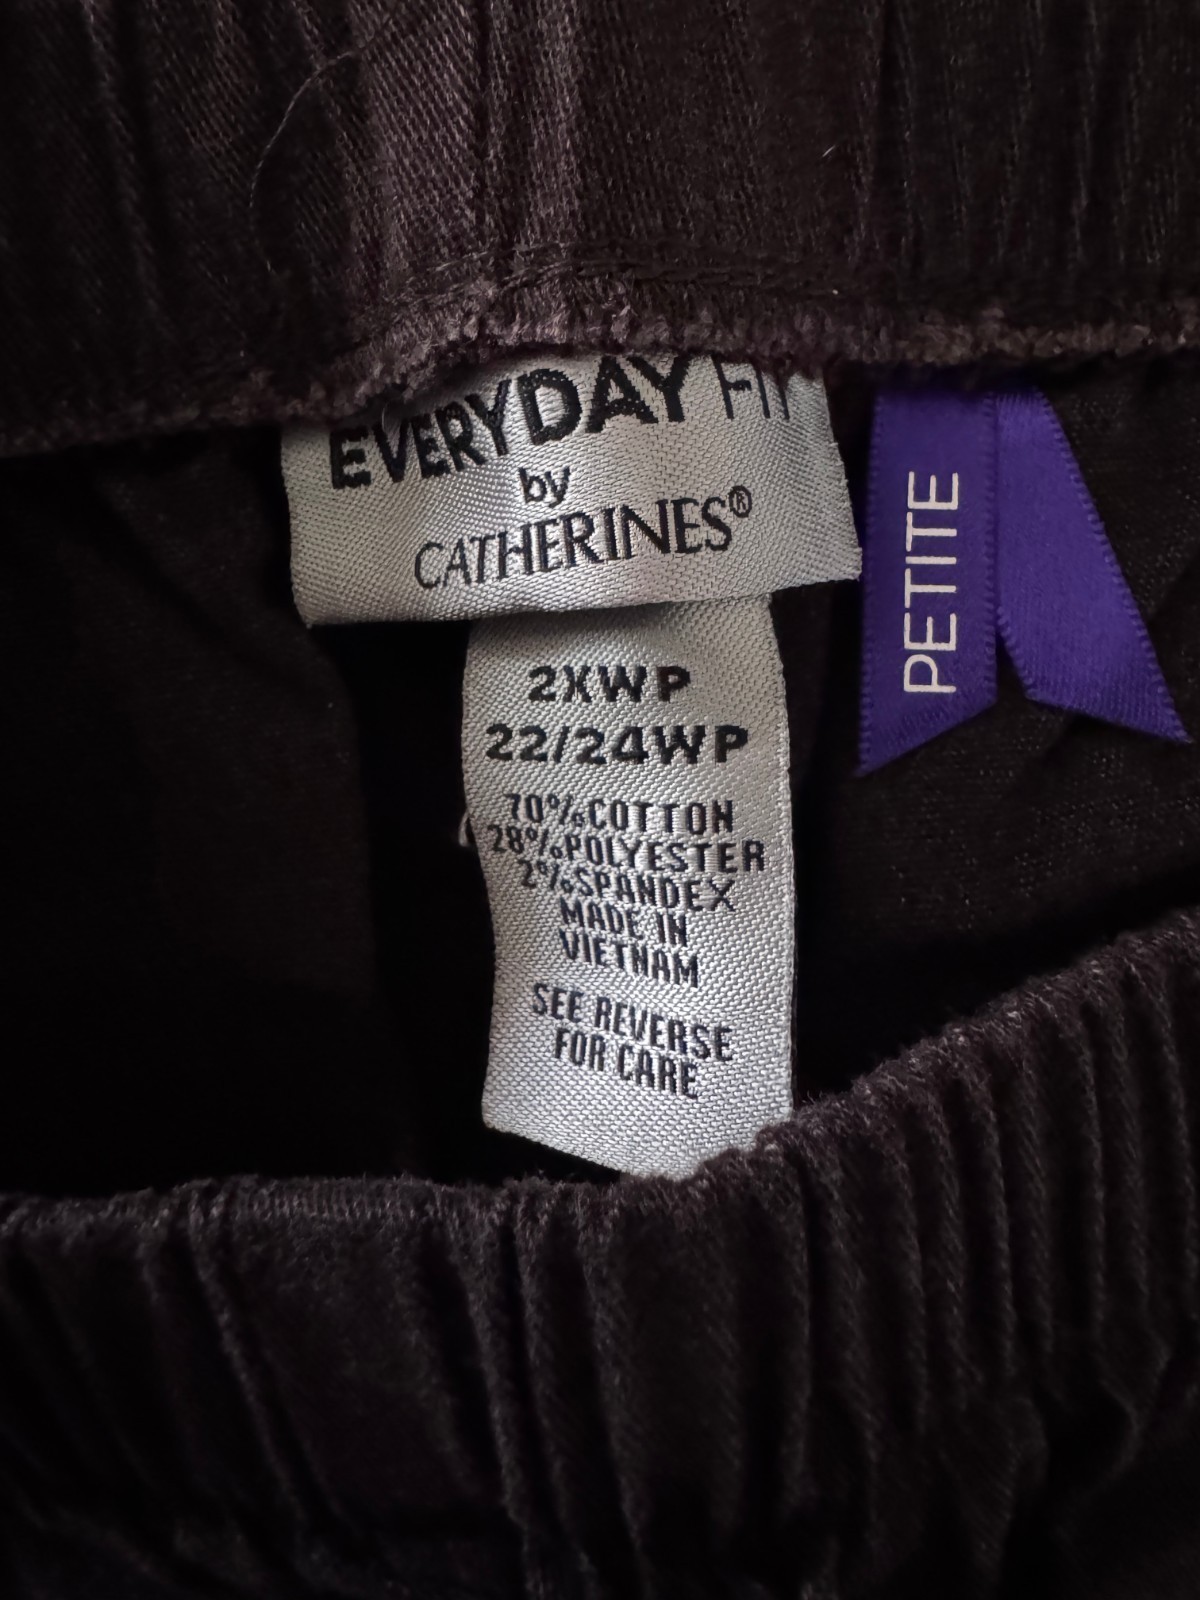 EVERYDAY FIT
by
CATHERINES®
PETITE
2XWP
22/24WP
70%COTTON
28%POLYESTER
2%SPANDEX
MADE IN
VIETNAM
SEE REVERSE
FOR CARE